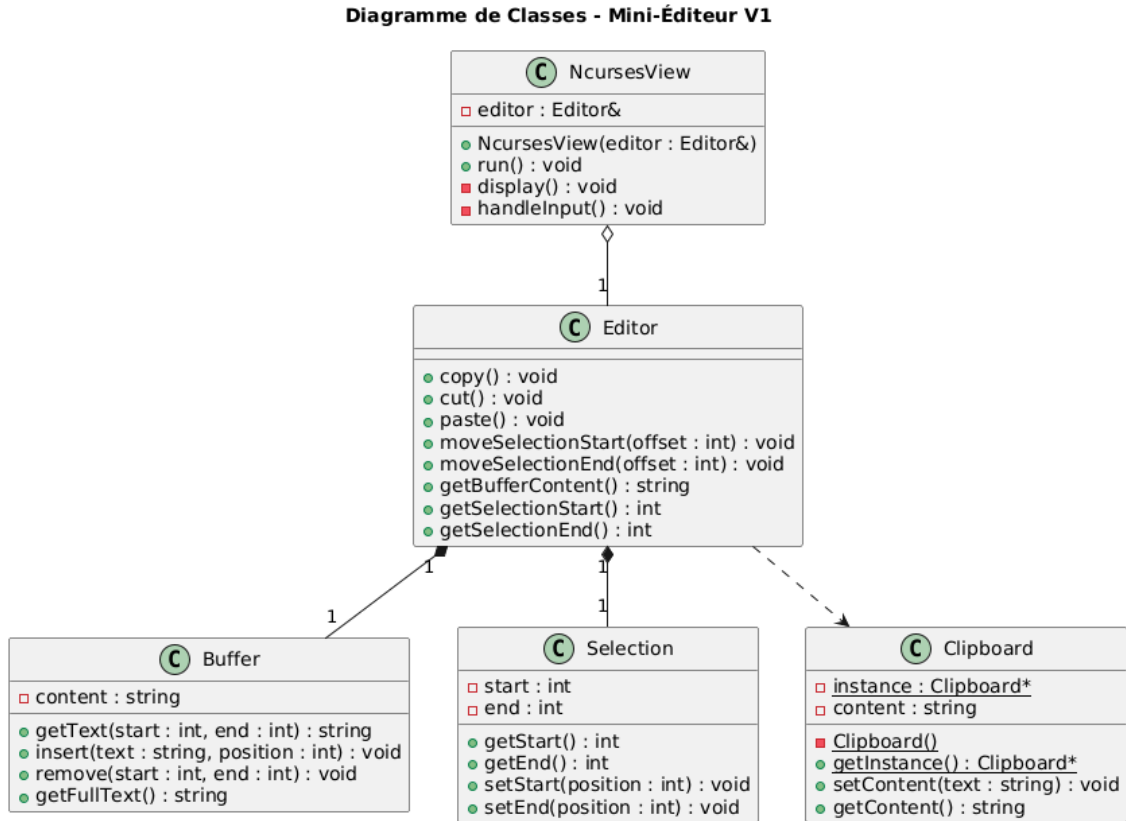 Diagramme de Classes - Mini-Éditeur V1
C NcursesView
editor : Editor&
NcursesView(editor : Editor&)
run() : void
display() : void
handleInput() : void
1
C Editor
copy() : void
cut() : void
paste() : void
moveSelectionStart(offset : int) : void
moveSelectionEnd(offset : int) : void
getBufferContent() : string
getSelectionStart() : int
getSelectionEnd() : int
1
1
1
1
C Buffer
content : string
getText(start : int, end : int) : string
insert(text : string, position : int) : void
remove(start : int, end : int) : void
getFullText() : string
C Selection
start : int
end : int
getStart() : int
getEnd() : int
setStart(position : int) : void
setEnd(position : int) : void
C Clipboard
instance : Clipboard*
content : string
Clipboard()
getInstance() : Clipboard*
setContent(text : string) : void
getContent() : string